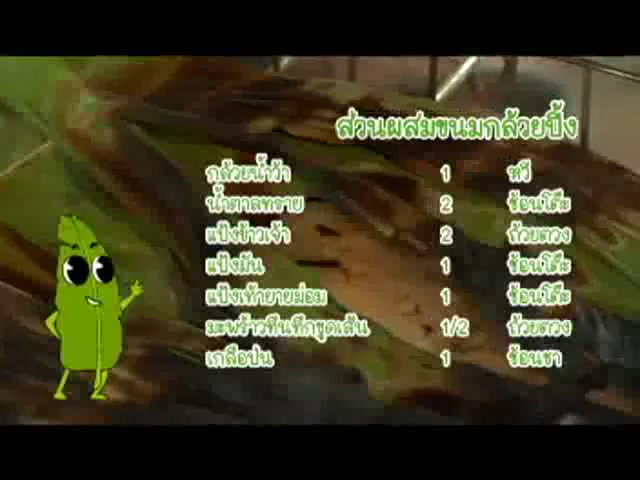 ส่วนผสมขนมกล้วยปิ้ง
กล้วยน้ำว้า 1 หวี
น้ำตาลทราย 2 ช้อนโต๊ะ
แป้งข้าวเจ้า 2 ถ้วยตวง
แป้งมัน 1 ช้อนโต๊ะ
แป้งเท้ายายม่อม 1 ช้อนโต๊ะ
มะพร้าวทึนทึกขูดเส้น 1/2 ถ้วยตวง
เกลือป่น 1 ช้อนชา